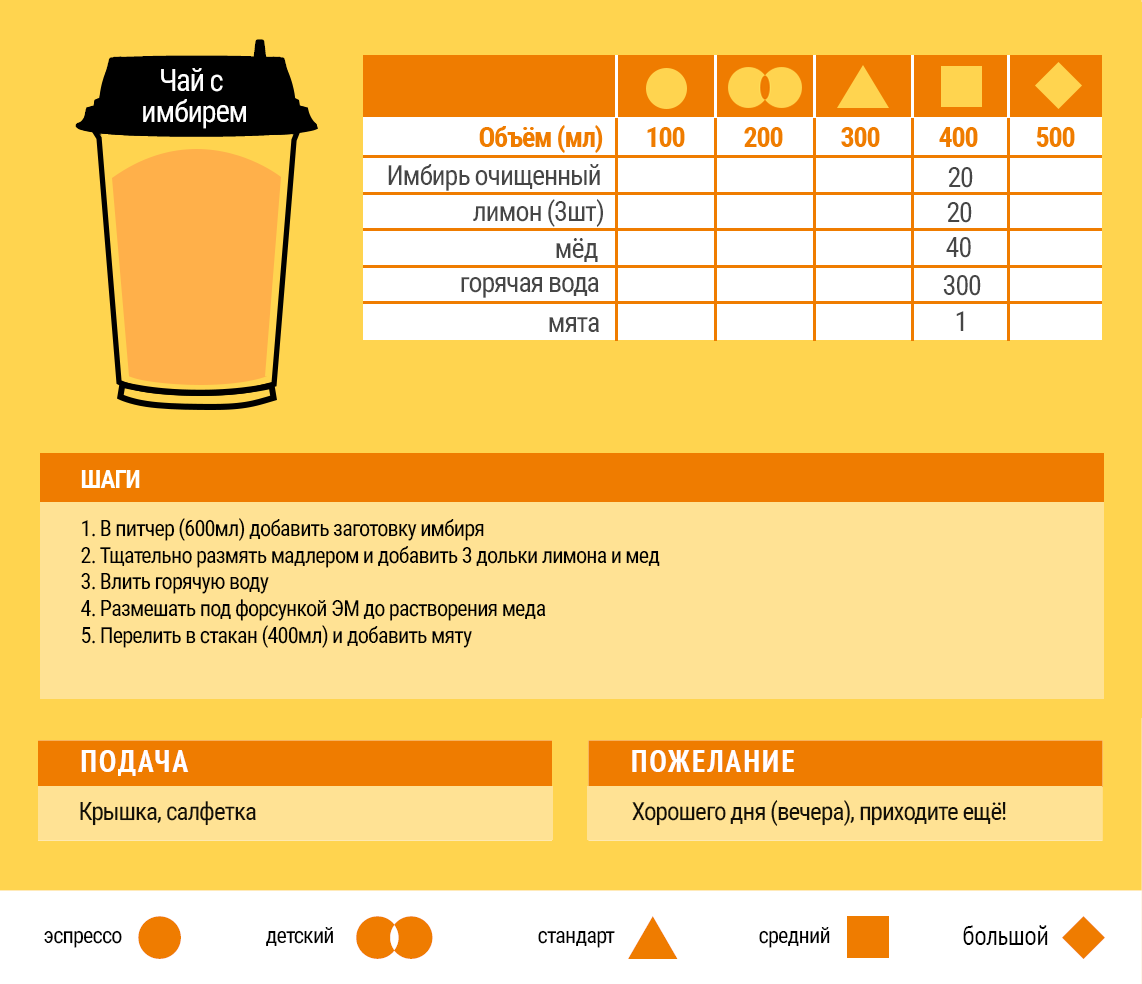 Чай с
имбирем
Объём (мл) 100 200 300 400 500
Имбирь очищенный 20
лимон (3шт) 20
мёд 40
горячая вода 300
мята 1
ШАГИ
1. В питчер (600мл) добавить заготовку имбиря
2. Тщательно размять мадлером и добавить 3 дольки лимона и мед
3. Влить горячую воду
4. Размешать под форсункой ЭМ до растворения меда
5. Перелить в стакан (400мл) и добавить мяту
ПОДАЧА
Крышка, салфетка
ПОЖЕЛАНИЕ
Хорошего дня (вечера), приходите ещё!
эспрессо детский стандарт средний большой